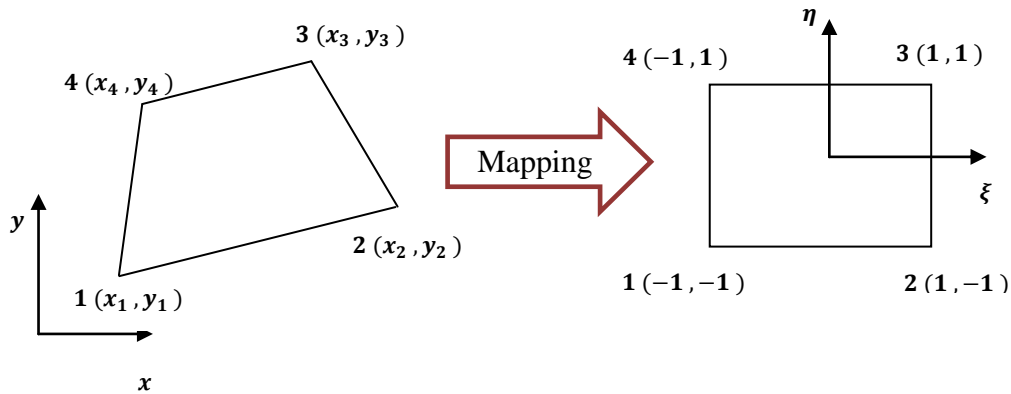 3 (x₃ , y₃)
4 (x₄ , y₄)
y
2 (x₂ , y₂)
1 (x₁ , y₁)
x
Mapping
η
4 (-1 , 1)
3 (1 , 1)
ξ
1 (-1 , -1)
2 (1 , -1)